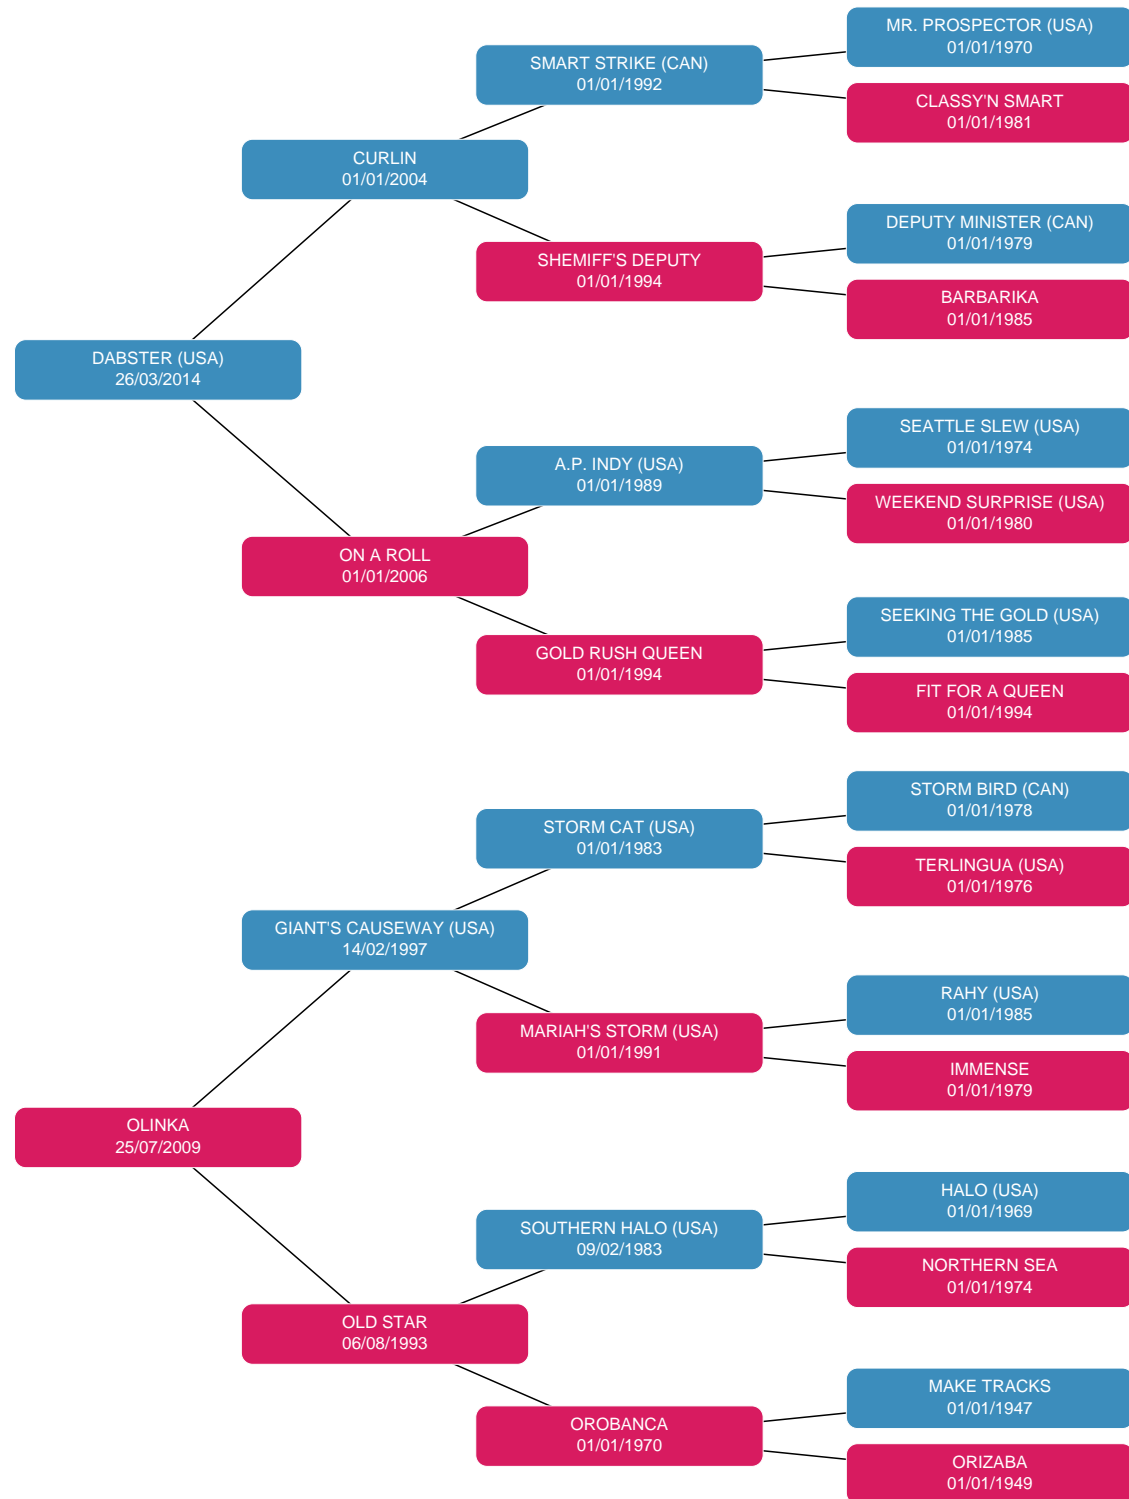 MR. PROSPECTOR (USA)
01/01/1970
SMART STRIKE (CAN)
01/01/1992
CLASSY'N SMART
01/01/1981
CURLIN
01/01/2004
DEPUTY MINISTER (CAN)
01/01/1979
SHEMIFF'S DEPUTY
01/01/1994
BARBARIKA
01/01/1985
DABSTER (USA)
26/03/2014
SEATTLE SLEW (USA)
01/01/1974
A.P. INDY (USA)
01/01/1989
WEEKEND SURPRISE (USA)
01/01/1980
ON A ROLL
01/01/2006
SEEKING THE GOLD (USA)
01/01/1985
GOLD RUSH QUEEN
01/01/1994
FIT FOR A QUEEN
01/01/1994
STORM BIRD (CAN)
01/01/1978
STORM CAT (USA)
01/01/1983
TERLINGUA (USA)
01/01/1976
GIANT'S CAUSEWAY (USA)
14/02/1997
RAHY (USA)
01/01/1985
MARIAH'S STORM (USA)
01/01/1991
IMMENSE
01/01/1979
OLINKA
25/07/2009
HALO (USA)
01/01/1969
SOUTHERN HALO (USA)
09/02/1983
NORTHERN SEA
01/01/1974
OLD STAR
06/08/1993
MAKE TRACKS
01/01/1947
OROBANCA
01/01/1970
ORIZABA
01/01/1949